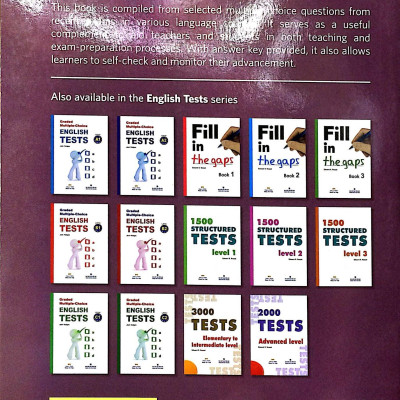 This book is compiled from selected multiple-choice questions from
in various language It serves as a useful
teachers and in both teaching and
exam-preparation processes. With answer key provided, it also allows
learners to self-check and monitor their advancement.
Also available in the English Tests series
Graded
Multiple-Choice
ENGLISH
TESTS
Graded
Multiple-Choice
ENGLISH
TESTS
Fill
in
the gaps
Book 1
Fill
in
the gaps
Book 2
Fill
in
the gaps
Book 3
Graded
Multiple-Choice
ENGLISH
TESTS
B1
Graded
Multiple-Choice
ENGLISH
TESTS
B2
1500
STRUCTURED
TESTS
level 1
1500
STRUCTURED
TESTS
level 2
1500
STRUCTURED
TESTS
level 3
Graded
Multiple-Choice
ENGLISH
TESTS
C1
Graded
Multiple-Choice
ENGLISH
TESTS
C2
3000
TESTS
Elementary to
Intermediate level
2000
TESTS
Advanced level